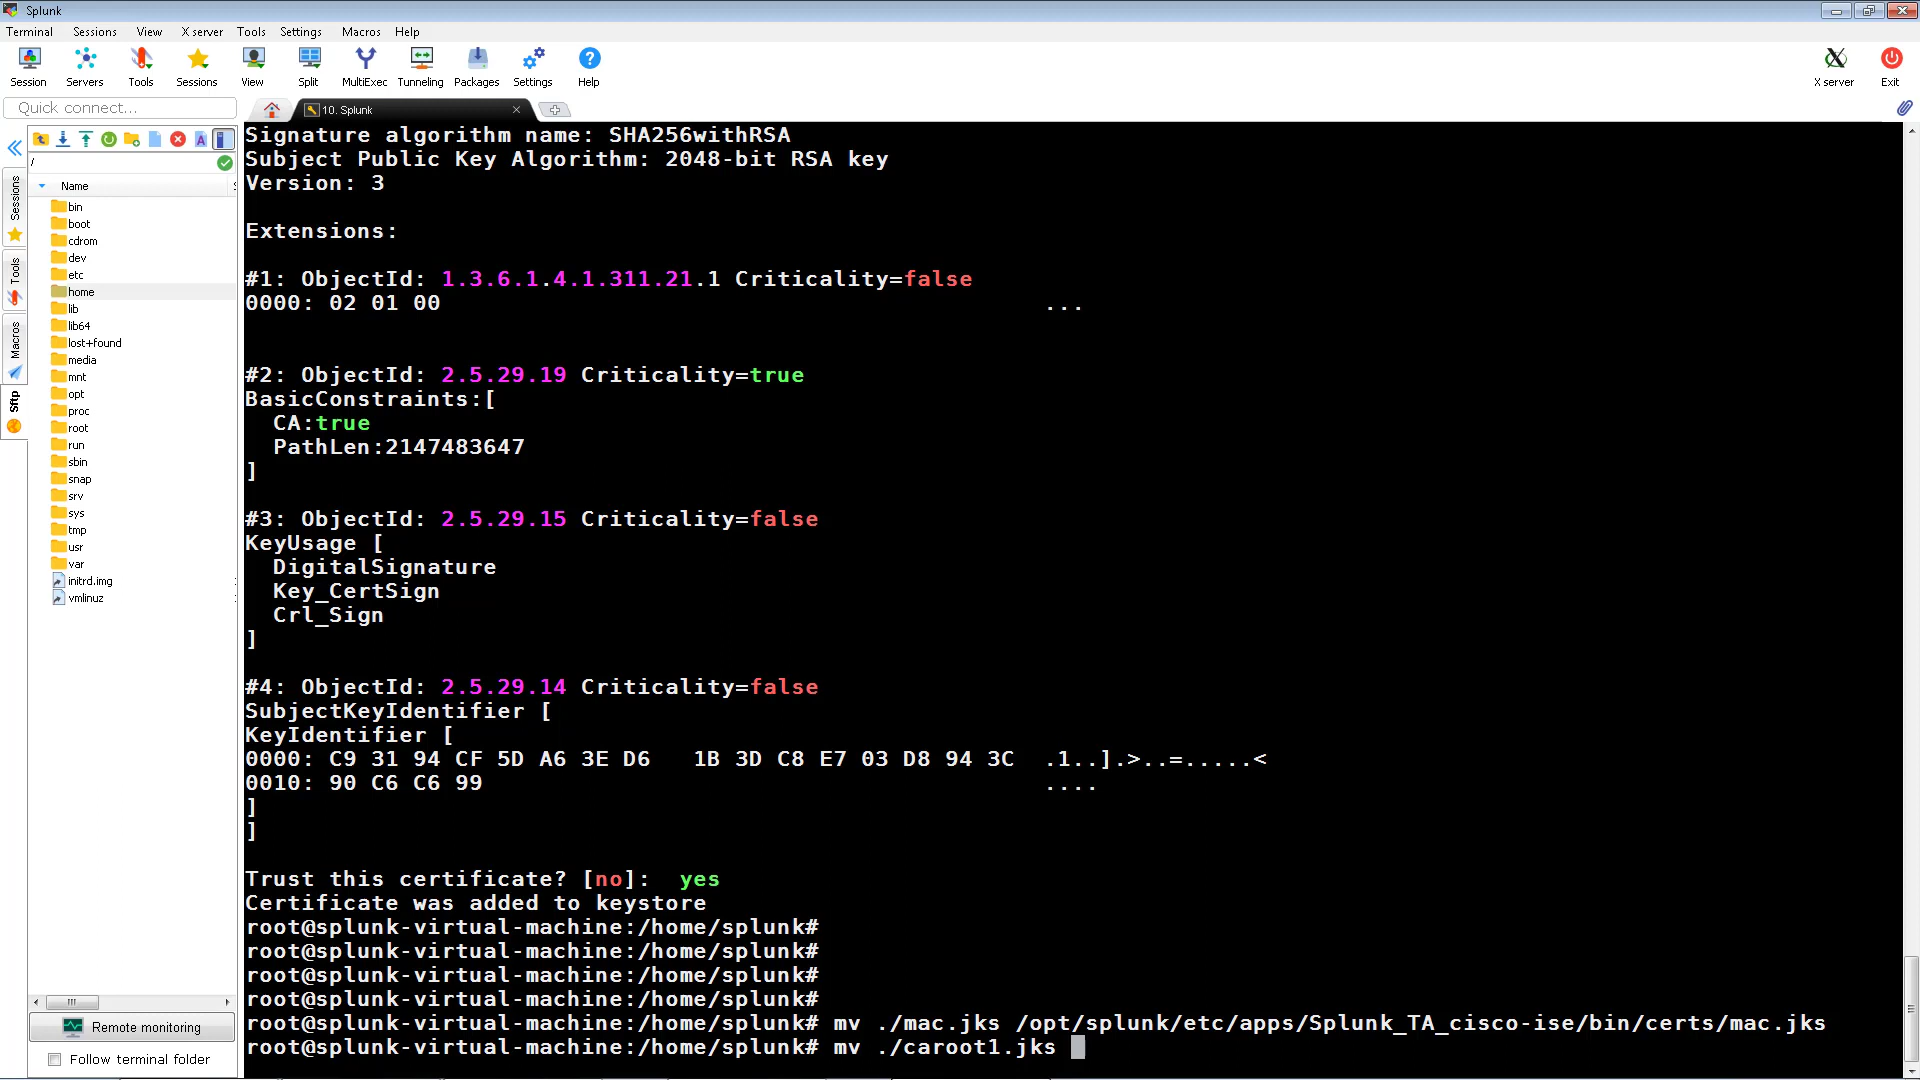 Splunk
Terminal Sessions View X server Tools Settings Macros Help
Session Servers Tools Sessions View Split MultiExec Tunneling Packages Settings Help X server Exit
Quick connect...
10. Splunk
/
Name
Sessions
Tools
Macros
Sftp
bin
boot
cdrom
dev
etc
home
lib
lib64
lost+found
media
mnt
opt
proc
root
run
sbin
snap
srv
sys
tmp
usr
var
initrd.img
vmlinuz
Remote monitoring
Follow terminal folder
Signature algorithm name: SHA256withRSA
Subject Public Key Algorithm: 2048-bit RSA key
Version: 3
Extensions:
#1: ObjectId: 1.3.6.1.4.1.311.21.1 Criticality=false
0000: 02 01 00 ...
#2: ObjectId: 2.5.29.19 Criticality=true
BasicConstraints:[
CA:true
PathLen:2147483647
]
#3: ObjectId: 2.5.29.15 Criticality=false
KeyUsage [
DigitalSignature
Key_CertSign
Crl_Sign
]
#4: ObjectId: 2.5.29.14 Criticality=false
SubjectKeyIdentifier [
KeyIdentifier [
0000: C9 31 94 CF 5D A6 3E D6 1B 3D C8 E7 03 D8 94 3C .1..].>..=.....<
0010: 90 C6 C6 99 ....
]
]
Trust this certificate? [no]: yes
Certificate was added to keystore
root@splunk-virtual-machine:/home/splunk#
root@splunk-virtual-machine:/home/splunk#
root@splunk-virtual-machine:/home/splunk#
root@splunk-virtual-machine:/home/splunk#
root@splunk-virtual-machine:/home/splunk# mv ./mac.jks /opt/splunk/etc/apps/Splunk_TA_cisco-ise/bin/certs/mac.jks
root@splunk-virtual-machine:/home/splunk# mv ./caroot1.jks